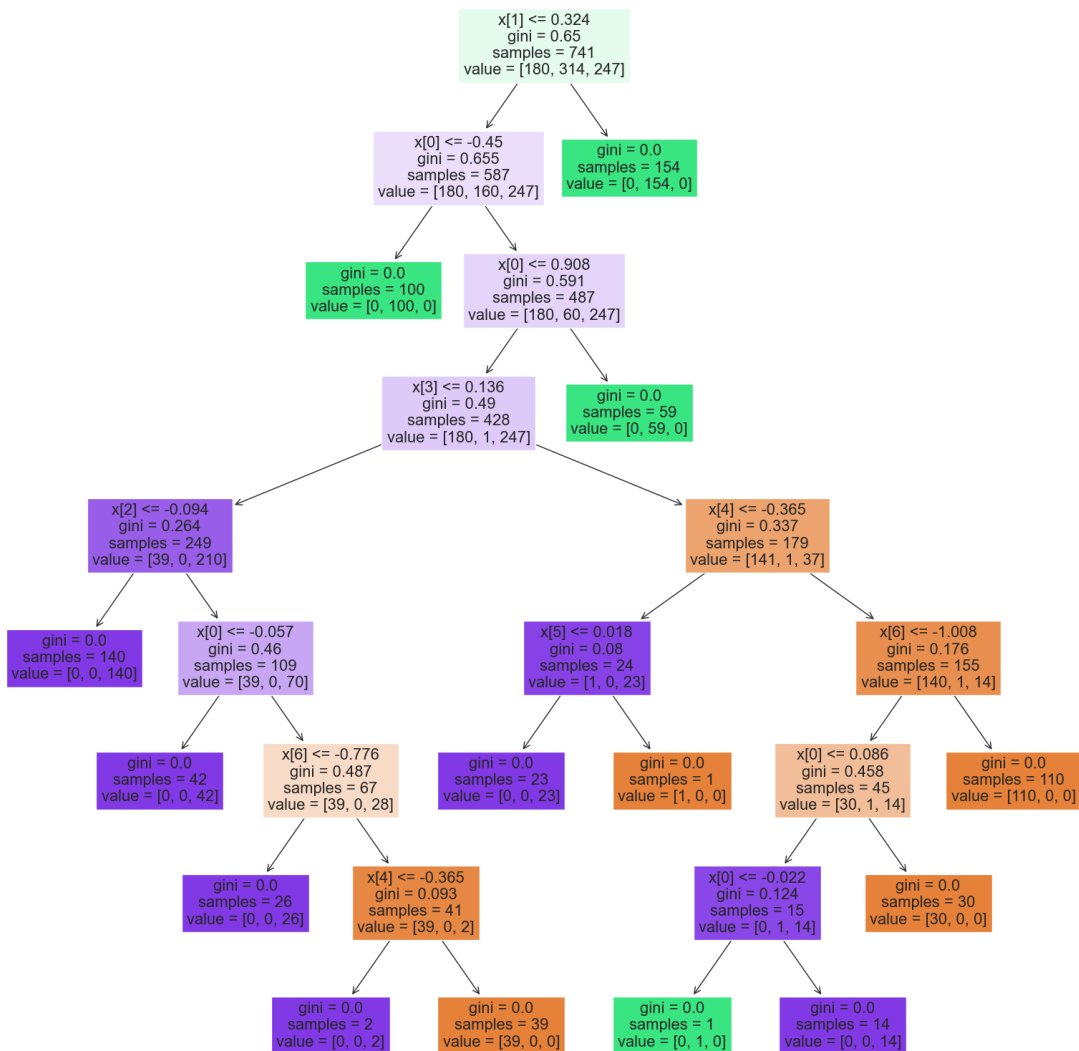 x[1] <= 0.324
gini = 0.65
samples = 741
value = [180, 314, 247]
x[0] <= -0.45
gini = 0.655
samples = 587
value = [180, 160, 247]
gini = 0.0
samples = 154
value = [0, 154, 0]
gini = 0.0
samples = 100
value = [0, 100, 0]
x[0] <= 0.908
gini = 0.591
samples = 487
value = [180, 60, 247]
x[3] <= 0.136
gini = 0.49
samples = 428
value = [180, 1, 247]
gini = 0.0
samples = 59
value = [0, 59, 0]
x[2] <= -0.094
gini = 0.264
samples = 249
value = [39, 0, 210]
x[4] <= -0.365
gini = 0.337
samples = 179
value = [141, 1, 37]
gini = 0.0
samples = 140
value = [0, 0, 140]
x[0] <= -0.057
gini = 0.46
samples = 109
value = [39, 0, 70]
x[5] <= 0.018
gini = 0.08
samples = 24
value = [1, 0, 23]
x[6] <= -1.008
gini = 0.176
samples = 155
value = [140, 1, 14]
gini = 0.0
samples = 42
value = [0, 0, 42]
x[6] <= -0.776
gini = 0.487
samples = 67
value = [39, 0, 28]
gini = 0.0
samples = 23
value = [0, 0, 23]
gini = 0.0
samples = 1
value = [1, 0, 0]
x[0] <= 0.086
gini = 0.458
samples = 45
value = [30, 1, 14]
gini = 0.0
samples = 110
value = [110, 0, 0]
gini = 0.0
samples = 26
value = [0, 0, 26]
x[4] <= -0.365
gini = 0.093
samples = 41
value = [39, 0, 2]
x[0] <= -0.022
gini = 0.124
samples = 15
value = [0, 1, 14]
gini = 0.0
samples = 30
value = [30, 0, 0]
gini = 0.0
samples = 2
value = [0, 0, 2]
gini = 0.0
samples = 39
value = [39, 0, 0]
gini = 0.0
samples = 1
value = [0, 1, 0]
gini = 0.0
samples = 14
value = [0, 0, 14]